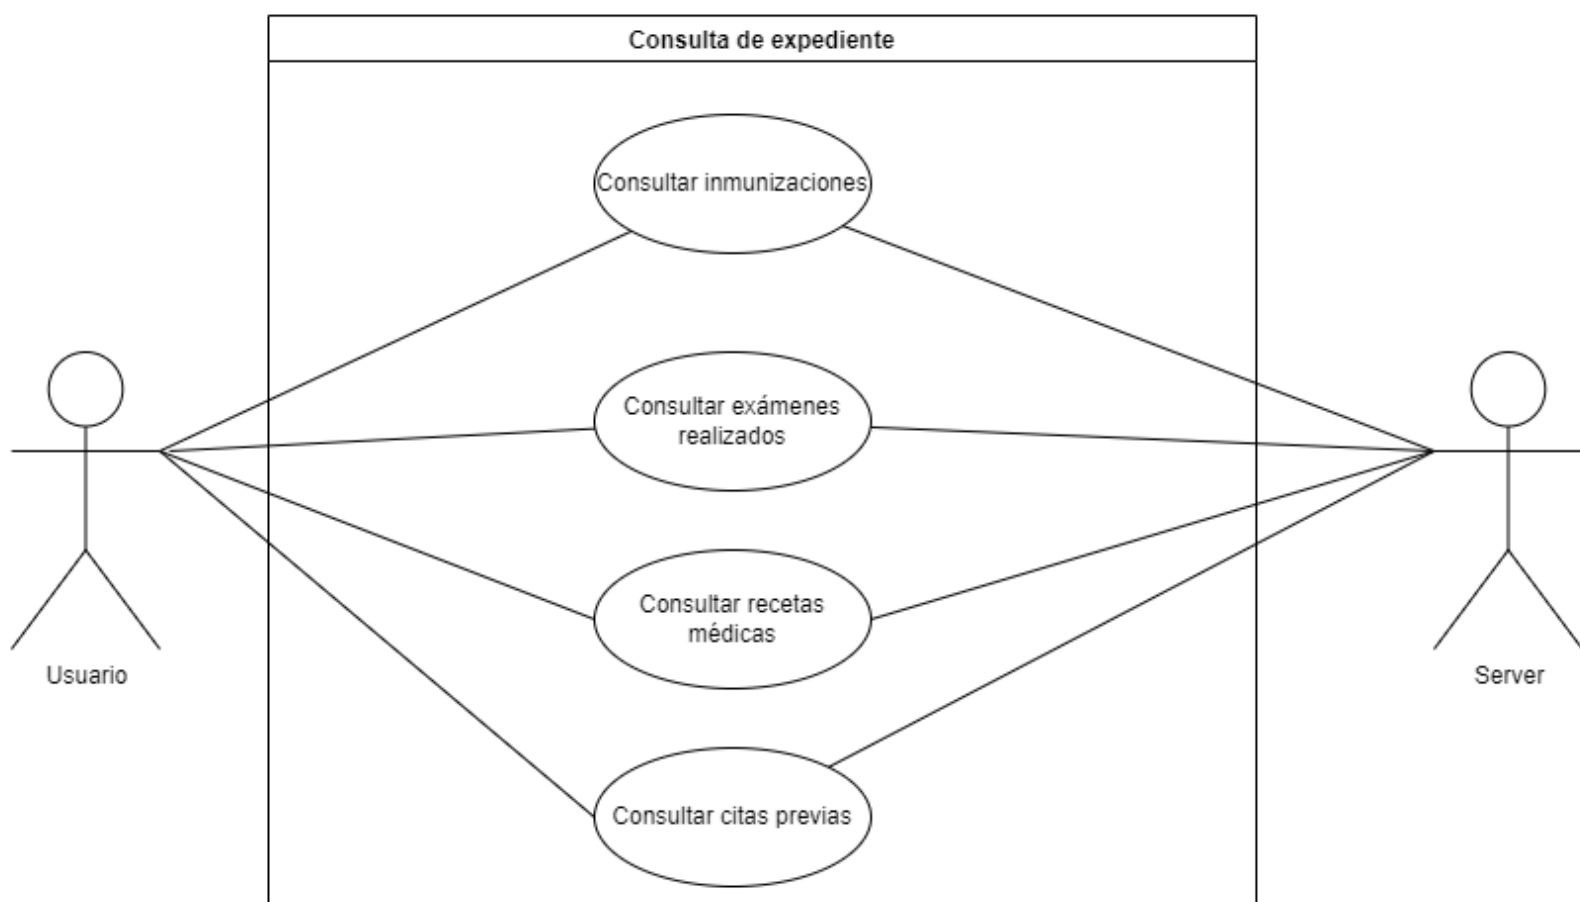 Consulta de expediente
Consultar inmunizaciones
Consultar exámenes
realizados
Consultar recetas
médicas
Usuario
Server
Consultar citas previas